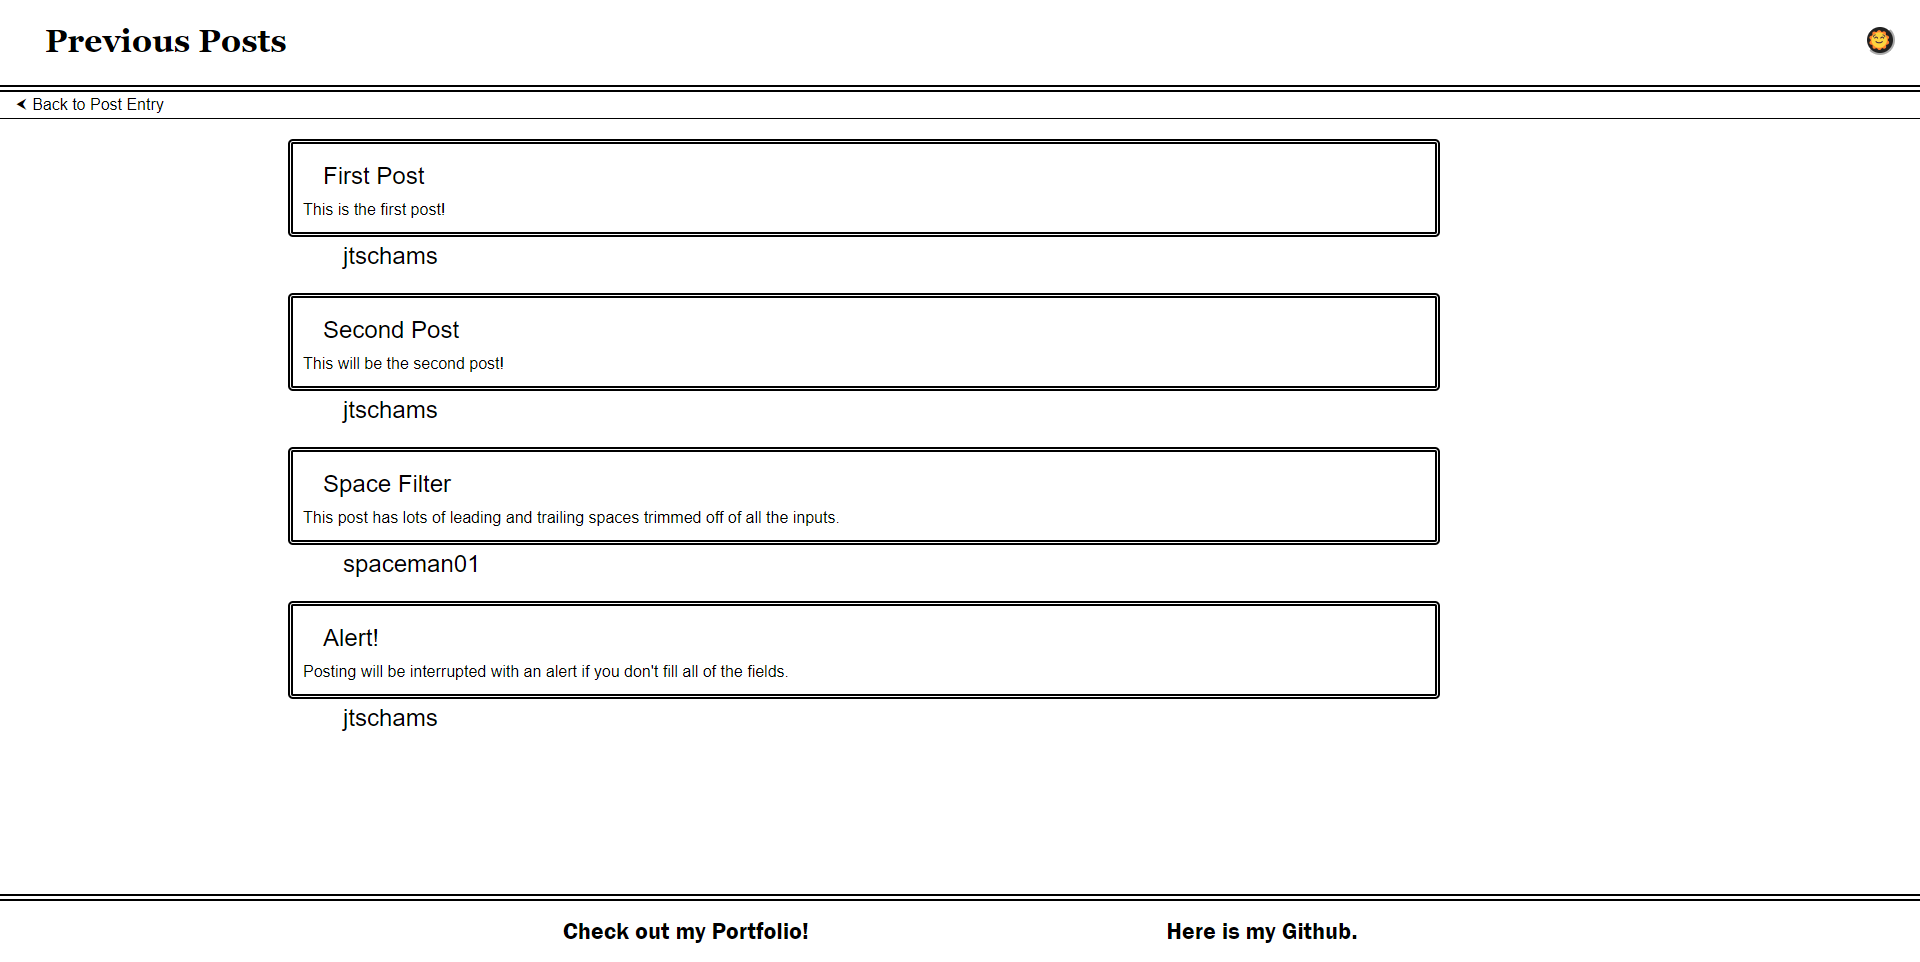 Previous Posts
⮜ Back to Post Entry
First Post
This is the first post!
jtschams
Second Post
This will be the second post!
jtschams
Space Filter
This post has lots of leading and trailing spaces trimmed off of all the inputs.
spaceman01
Alert!
Posting will be interrupted with an alert if you don't fill all of the fields.
jtschams
Check out my Portfolio!
Here is my Github.